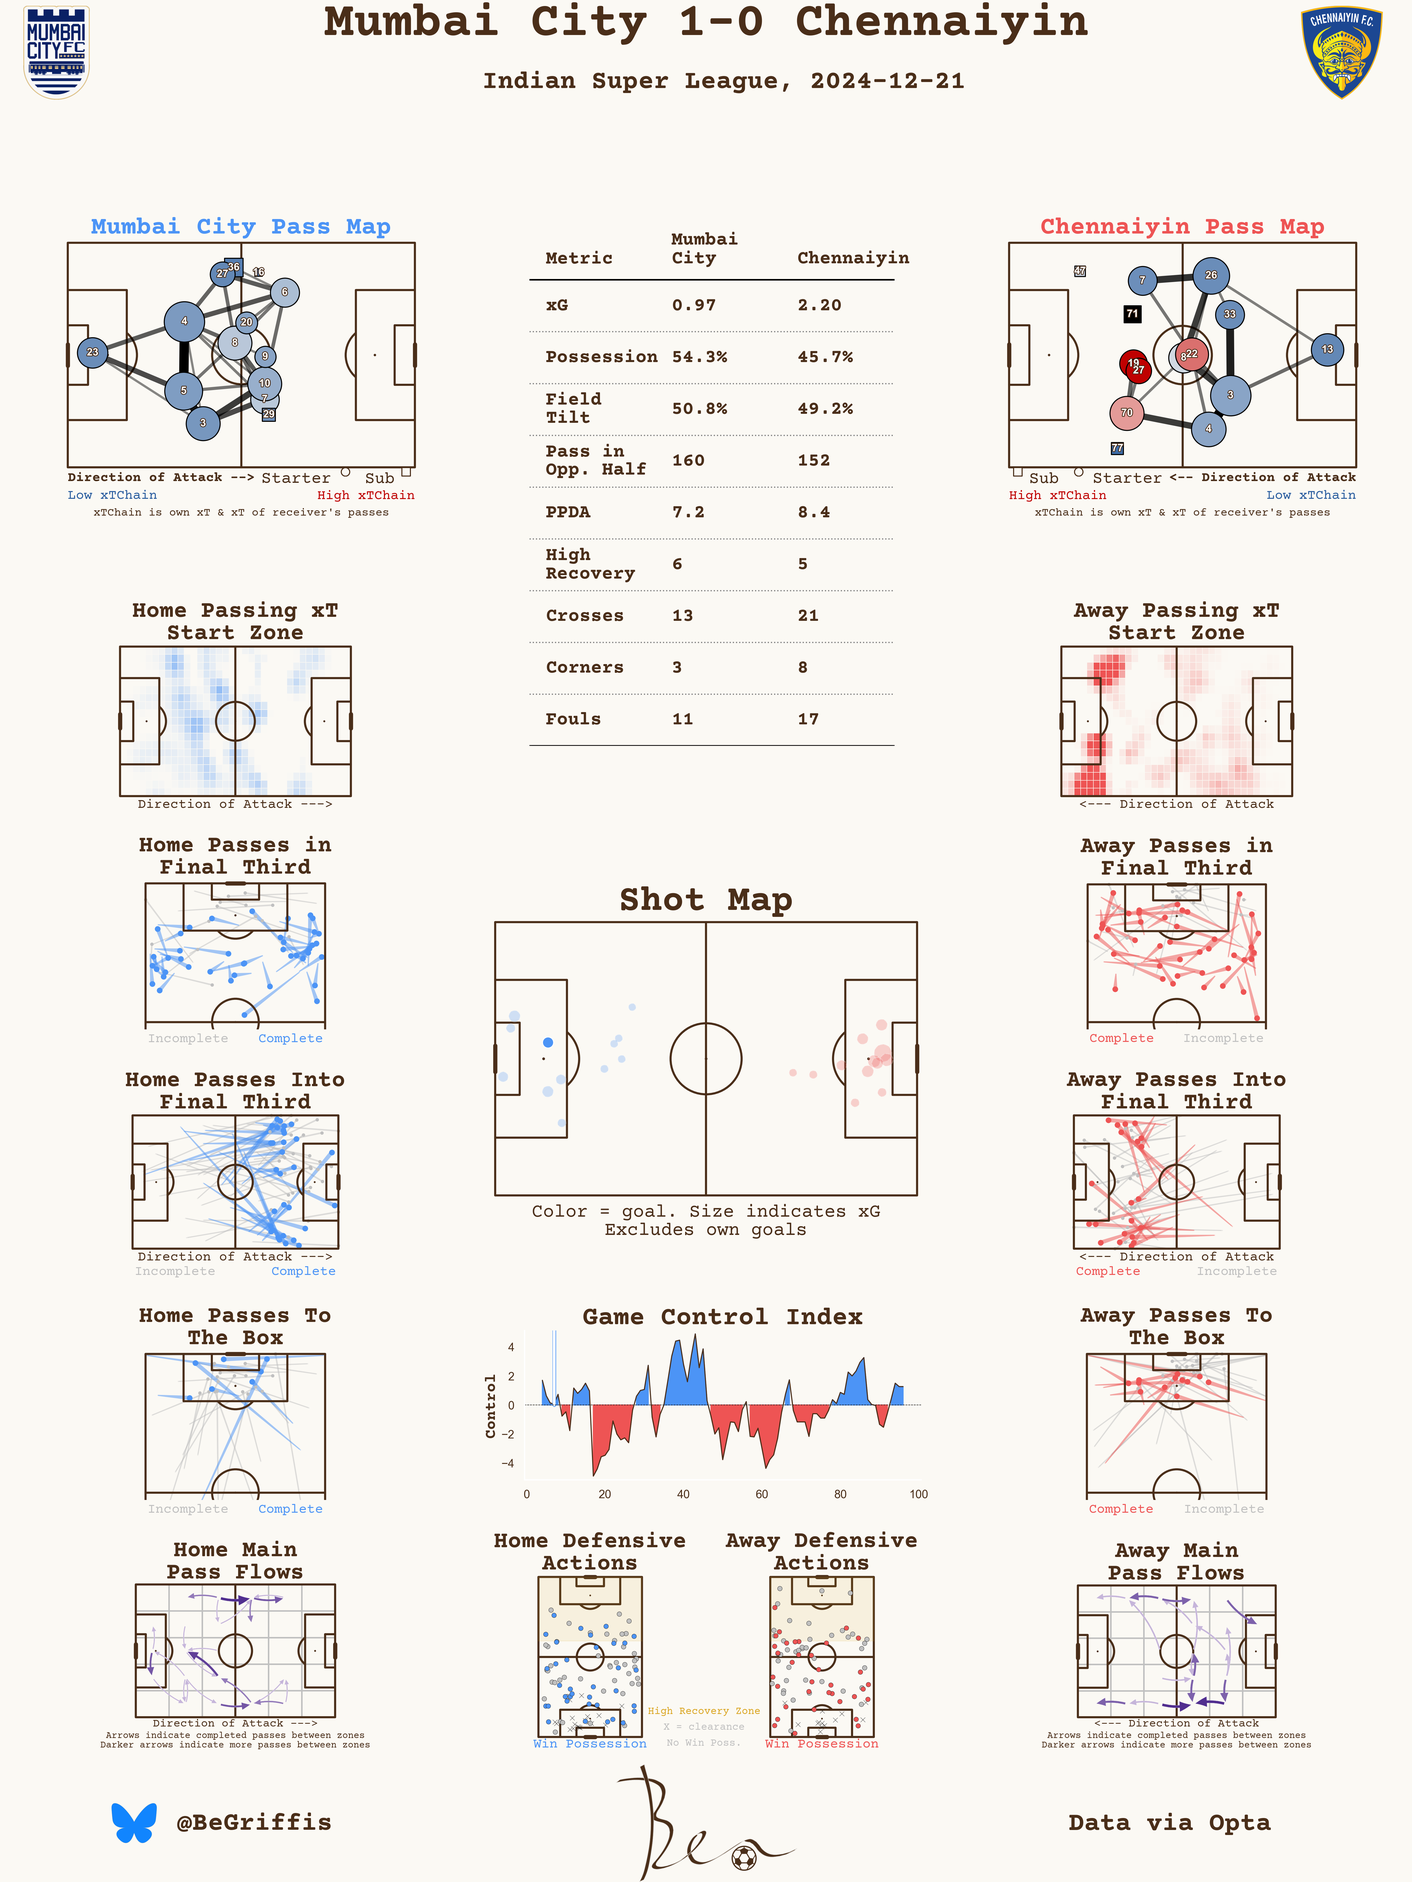 Mumbai City 1-0 Chennaiyin
Indian Super League, 2024-12-21
MUMBAI
CITY FC
CHENNAIYIN F.C.
Mumbai City Pass Map
27
36
16
6
4
20
8
23
9
5
10
7
29
3
Direction of Attack --> Starter Sub
Low xTChain High xTChain
xTChain is own xT & xT of receiver's passes
Metric Mumbai City Chennaiyin
xG 0.97 2.20
Possession 54.3% 45.7%
Field Tilt 50.8% 49.2%
Pass in Opp. Half 160 152
PPDA 7.2 8.4
High Recovery 6 5
Crosses 13 21
Corners 3 8
Fouls 11 17
Chennaiyin Pass Map
47
7
26
71
33
8
22
13
19
27
3
70
4
77
Sub Starter <-- Direction of Attack
High xTChain Low xTChain
xTChain is own xT & xT of receiver's passes
Home Passing xT
Start Zone
Direction of Attack --->
Away Passing xT
Start Zone
<--- Direction of Attack
Home Passes in
Final Third
Incomplete Complete
Away Passes in
Final Third
Complete Incomplete
Shot Map
Color = goal. Size indicates xG
Excludes own goals
Home Passes Into
Final Third
Direction of Attack --->
Incomplete Complete
Away Passes Into
Final Third
<--- Direction of Attack
Complete Incomplete
Home Passes To
The Box
Incomplete Complete
Game Control Index
Control
4
2
0
−2
−4
0 20 40 60 80 100
Away Passes To
The Box
Complete Incomplete
Home Main
Pass Flows
Direction of Attack --->
Arrows indicate completed passes between zones
Darker arrows indicate more passes between zones
Home Defensive
Actions
Win Possession
High Recovery Zone
X = clearance
No Win Poss.
Away Defensive
Actions
Win Possession
Away Main
Pass Flows
<--- Direction of Attack
Arrows indicate completed passes between zones
Darker arrows indicate more passes between zones
@BeGriffis
Ben
Data via Opta